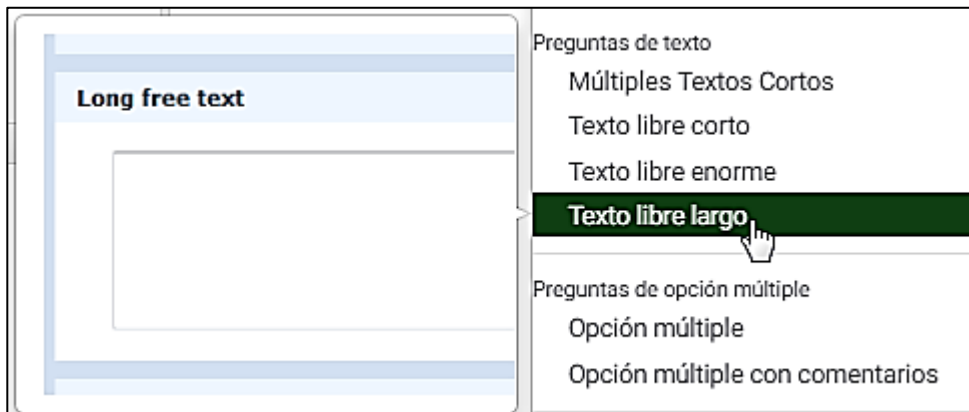 Long free text
Preguntas de texto
Múltiples Textos Cortos
Texto libre corto
Texto libre enorme
Texto libre largo
Preguntas de opción múltiple
Opción múltiple
Opción múltiple con comentarios